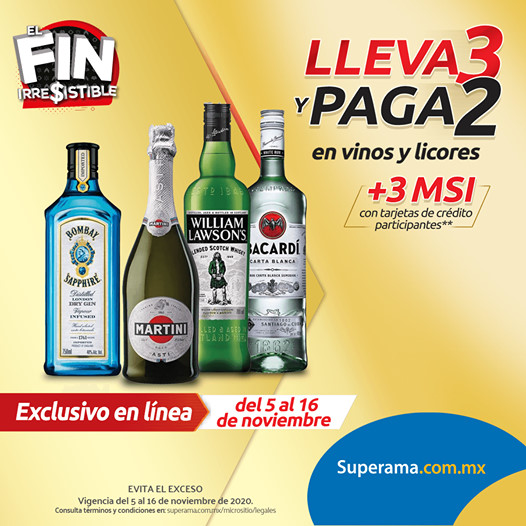 EL
FIN
IRRE$ISTIBLE
LLEVA 3
Y PAGA 2
en vinos y licores
+3 MSI
con tarjetas de crédito
participantes**
BOMBAY
SAPPHIRE
Distilled
LONDON
DRY GIN
Vapour
INFUSED
MARTINI
ASTI
WILLIAM
LAWSON'S
BLENDED SCOTCH WHISKY
BACARDÍ
CARTA BLANCA
Exclusivo en línea
del 5 al 16
de noviembre
Superama.com.mx
EVITA EL EXCESO
Vigencia del 5 al 16 de noviembre de 2020.
Consulta términos y condiciones en: superama.com.mx/micrositio/legales